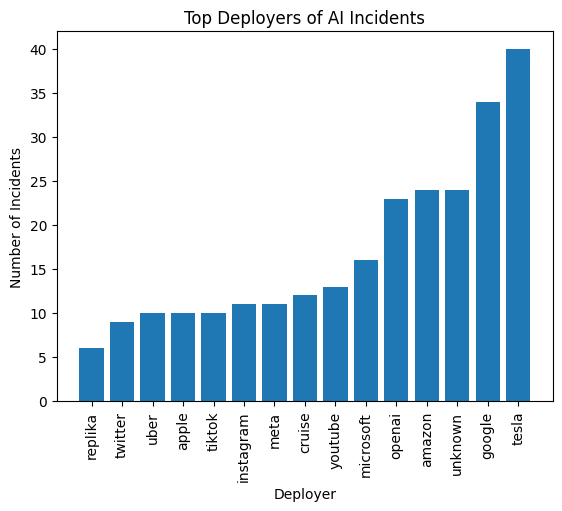 Top Deployers of AI Incidents
Number of Incidents
40
35
30
25
20
15
10
5
0
replika
twitter
uber
apple
tiktok
instagram
meta
cruise
youtube
microsoft
openai
amazon
unknown
google
tesla
Deployer